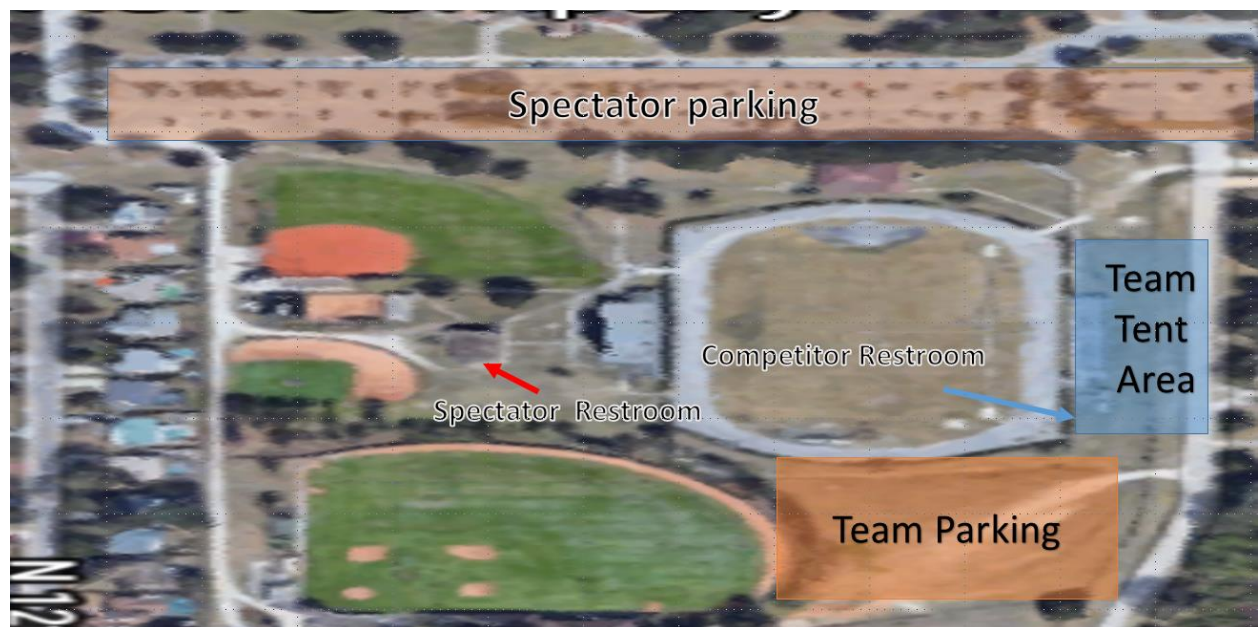 Spectator parking
Team
Tent
Area
Competitor Restroom
Spectator  Restroom
Team Parking